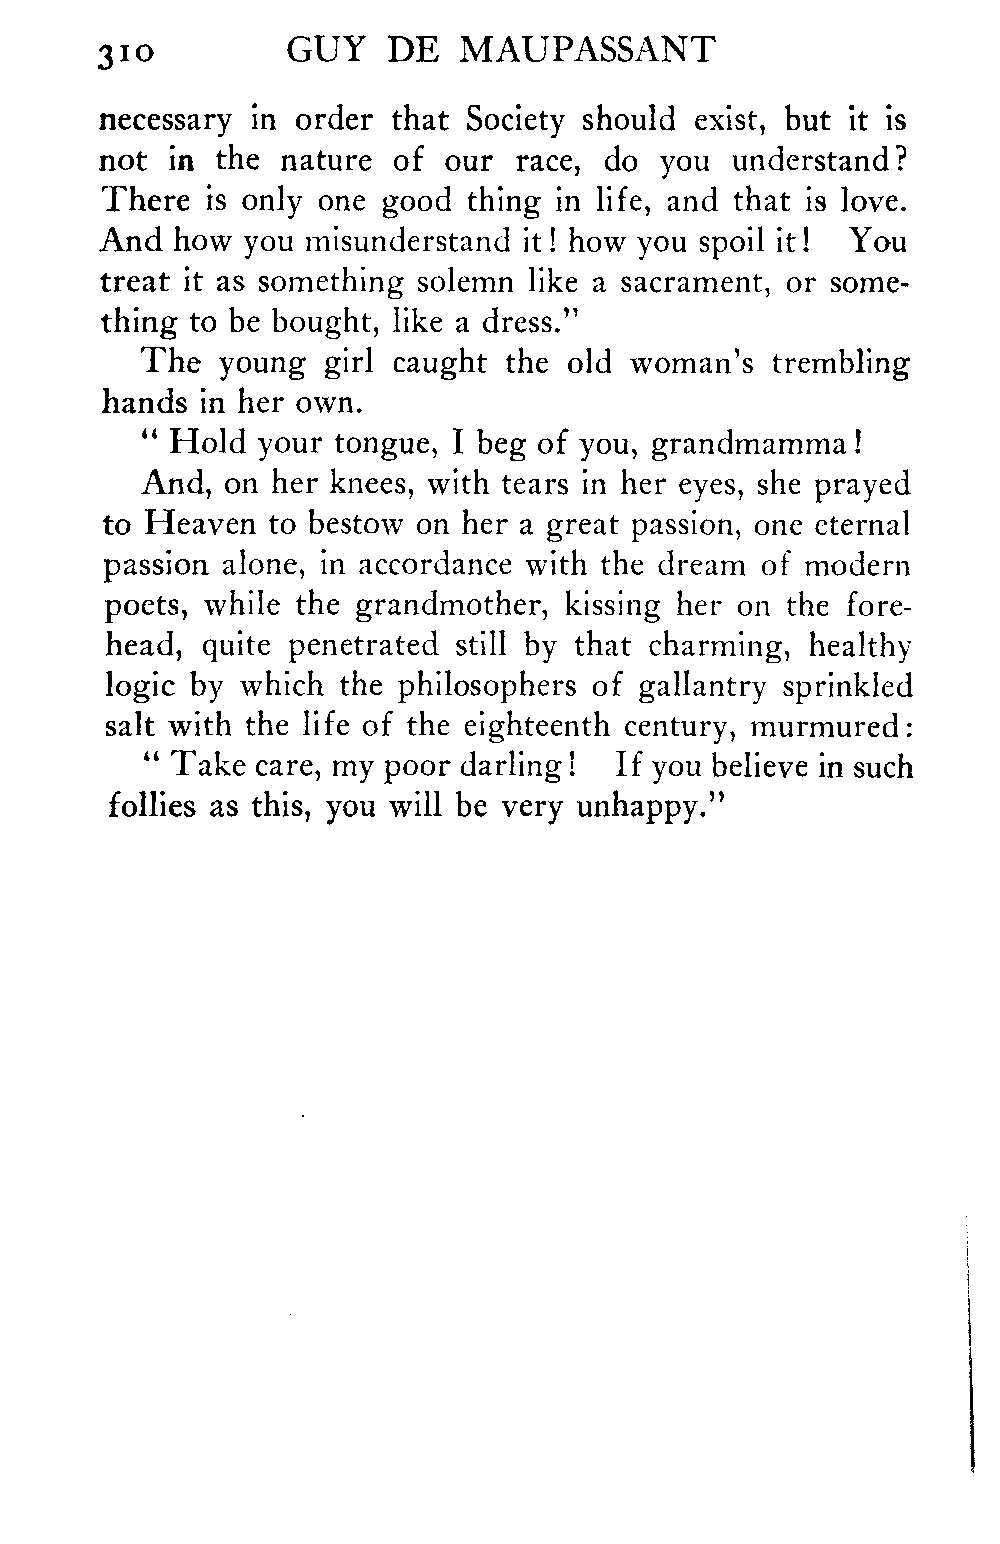 310 GUY DE MAUPASSANT
necessary in order that Society should exist, but it is
not in the nature of our race, do you understand?
There is only one good thing in life, and that is love.
And how you misunderstand it! how you spoil it! You
treat it as something solemn like a sacrament, or some-
thing to be bought, like a dress."
The young girl caught the old woman's trembling
hands in her own.
" Hold your tongue, I beg of you, grandmamma!
And, on her knees, with tears in her eyes, she prayed
to Heaven to bestow on her a great passion, one eternal
passion alone, in accordance with the dream of modern
poets, while the grandmother, kissing her on the fore-
head, quite penetrated still by that charming, healthy
logic by which the philosophers of gallantry sprinkled
salt with the life of the eighteenth century, murmured:
" Take care, my poor darling! If you believe in such
follies as this, you will be very unhappy."